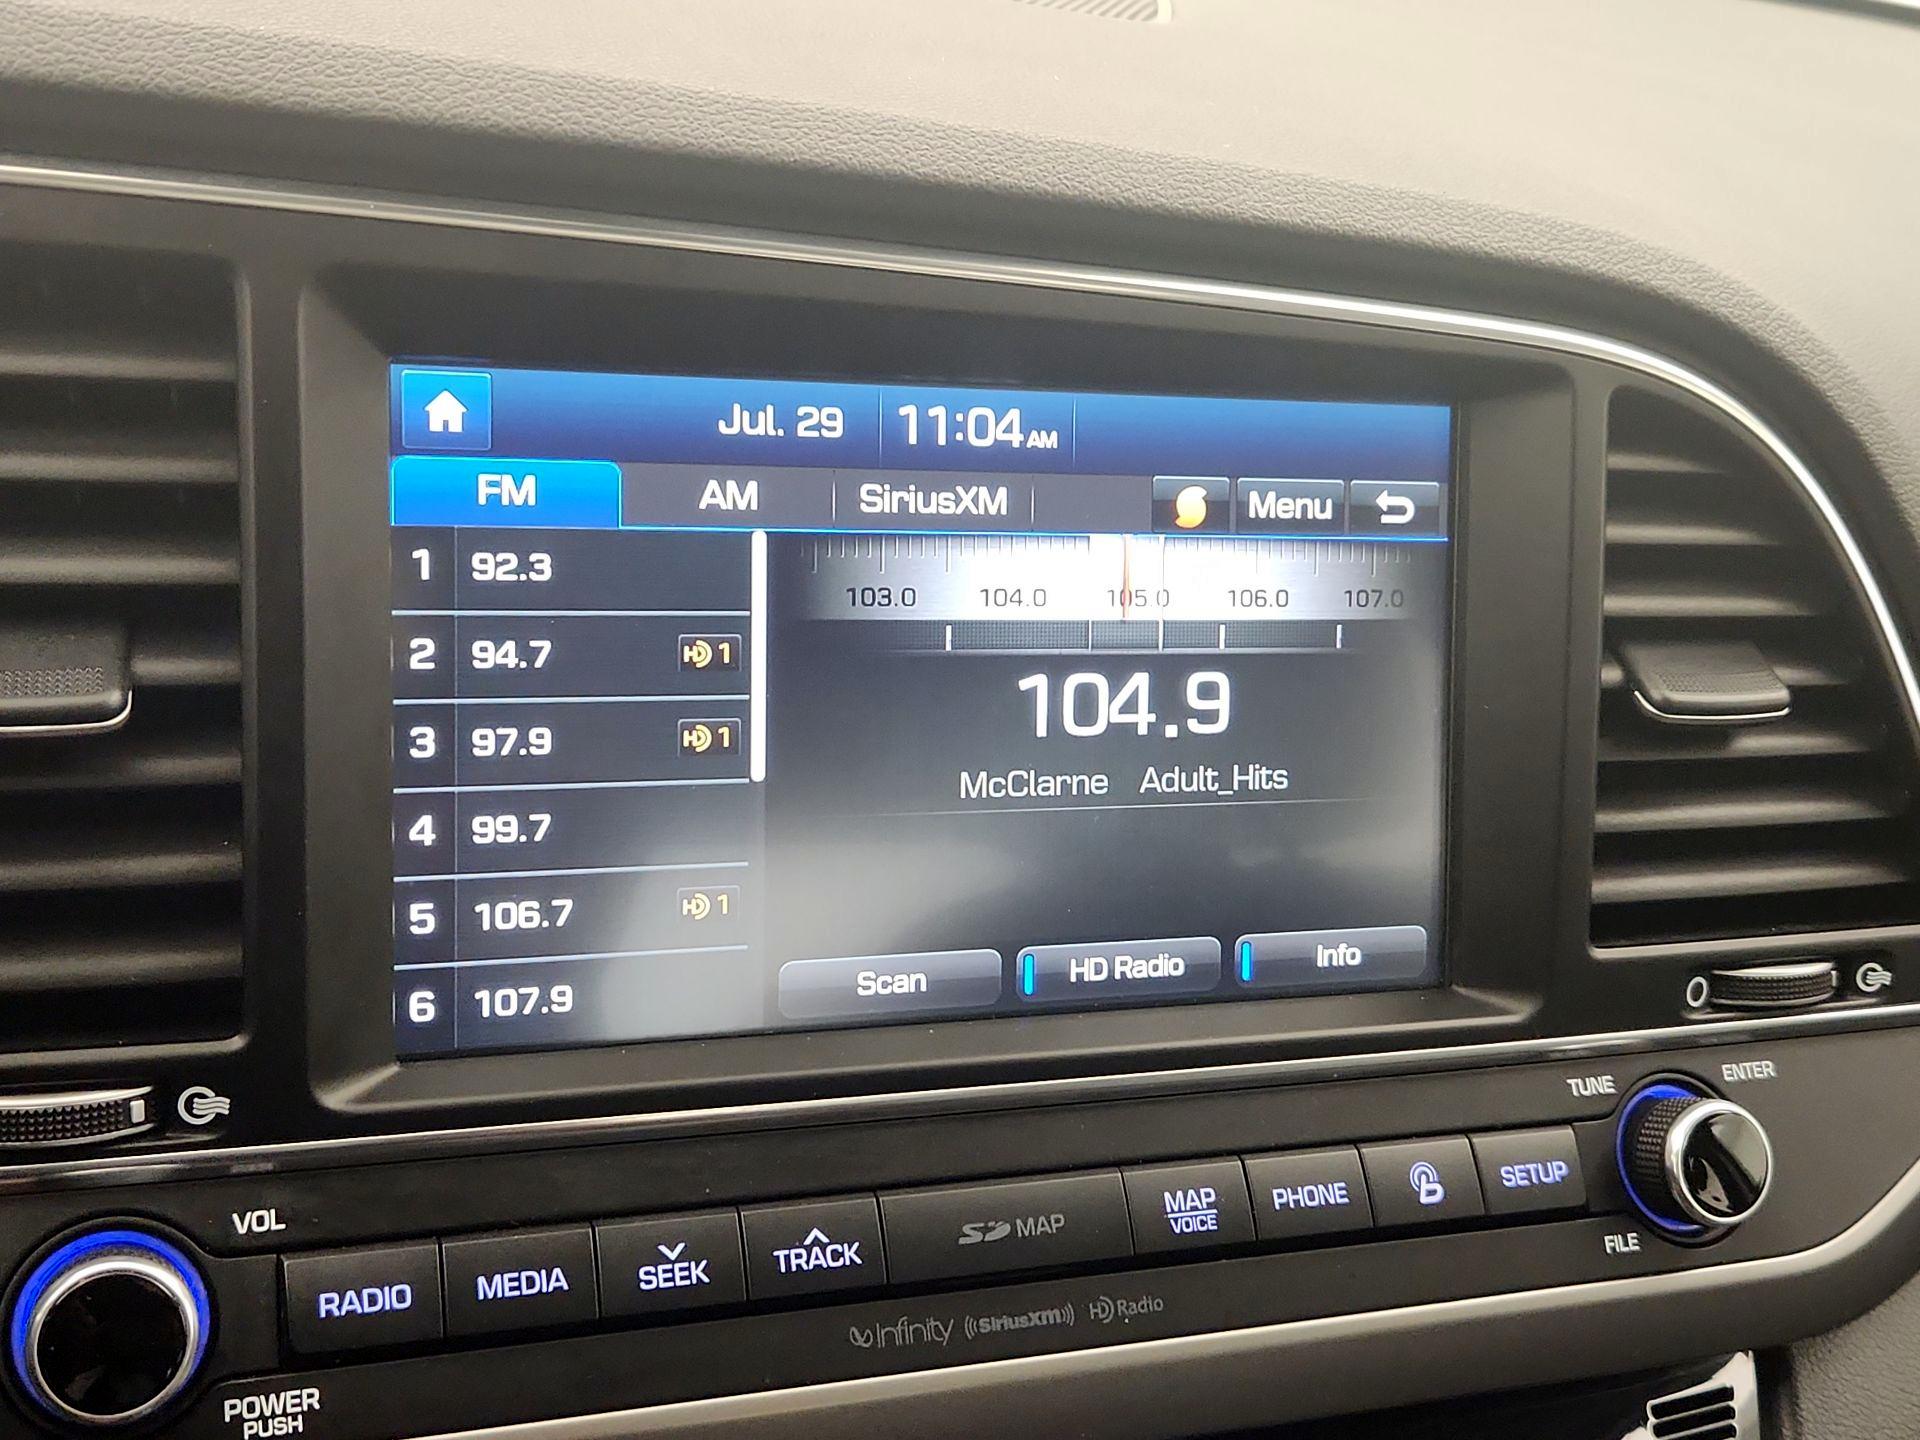 Jul. 29 11:04 AM
FM AM SiriusXM Menu
1 92.3
2 94.7 HD 1
3 97.9 HD 1
4 99.7
5 106.7 HD 1
6 107.9
103.0 104.0 105.0 106.0 107.0
104.9
McClarne Adult_Hits
Scan HD Radio Info
VOL
POWER
PUSH
RADIO
MEDIA
SEEK
TRACK
SD MAP
MAP
VOICE
PHONE
SETUP
TUNE
ENTER
FILE
Infinity ((SiriusXM)) HD Radio